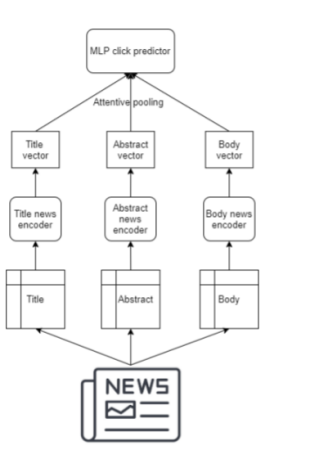 MLP click predictor
Attentive pooling
Title
vector
Abstract
vector
Body
vector
Title news
encoder
Abstract
news
encoder
Body news
encoder
Title
Abstract
Body
NEWS